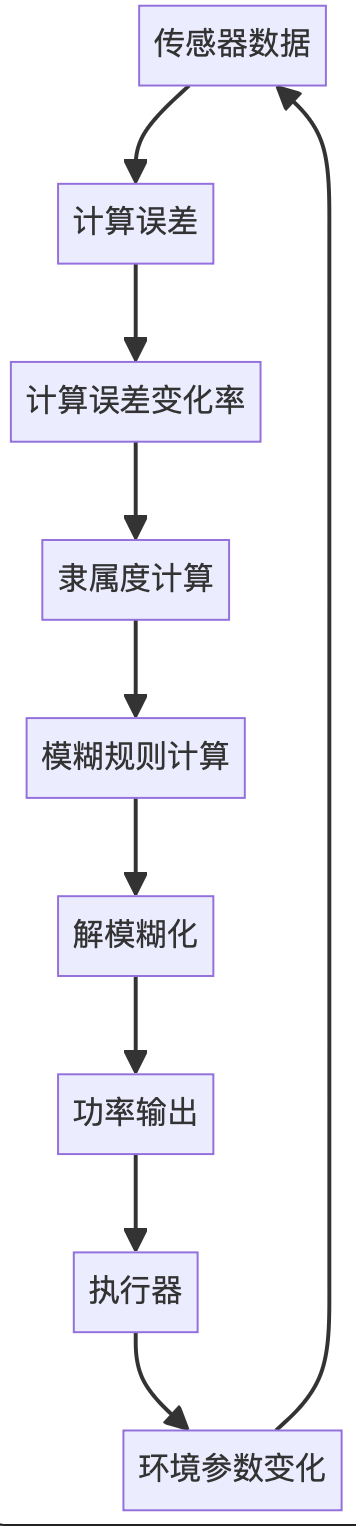 传感器数据
计算误差
计算误差变化率
隶属度计算
模糊规则计算
解模糊化
功率输出
执行器
环境参数变化